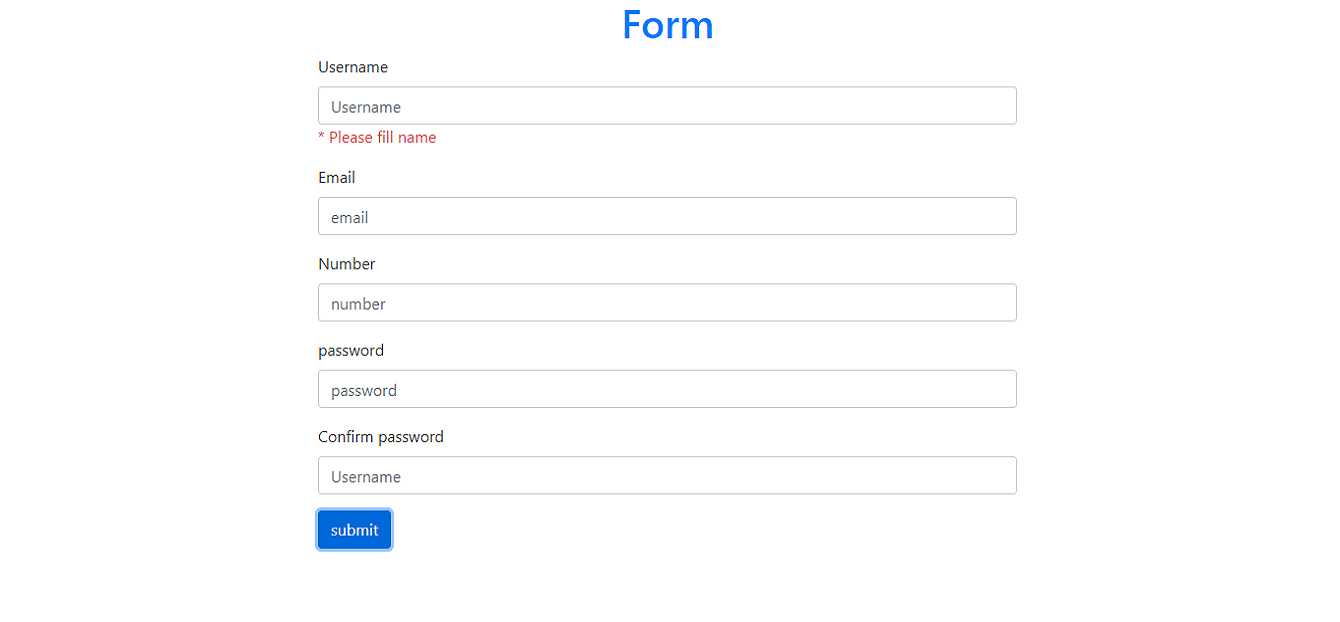 Form
Username
Username
* Please fill name
Email
email
Number
number
password
password
Confirm password
Username
submit